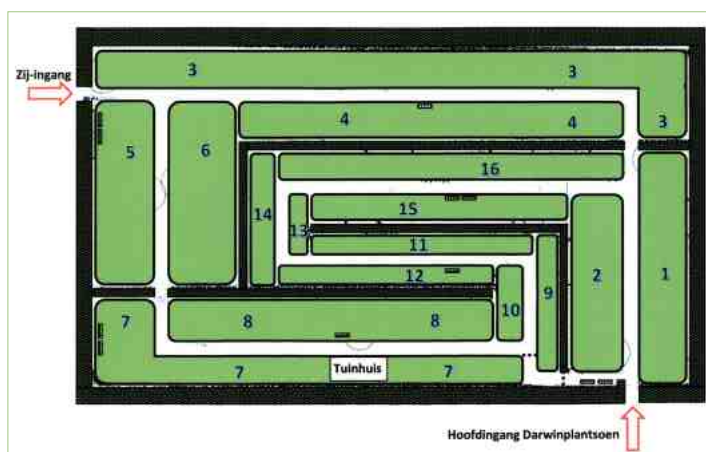 3 3
Zij-ingang
4 4 3
5 6
16
14 15
13
11
12 2 1
9
10
7 8 8
7 Tuinhuis 7
Hoofdingang Darwinplantsoen